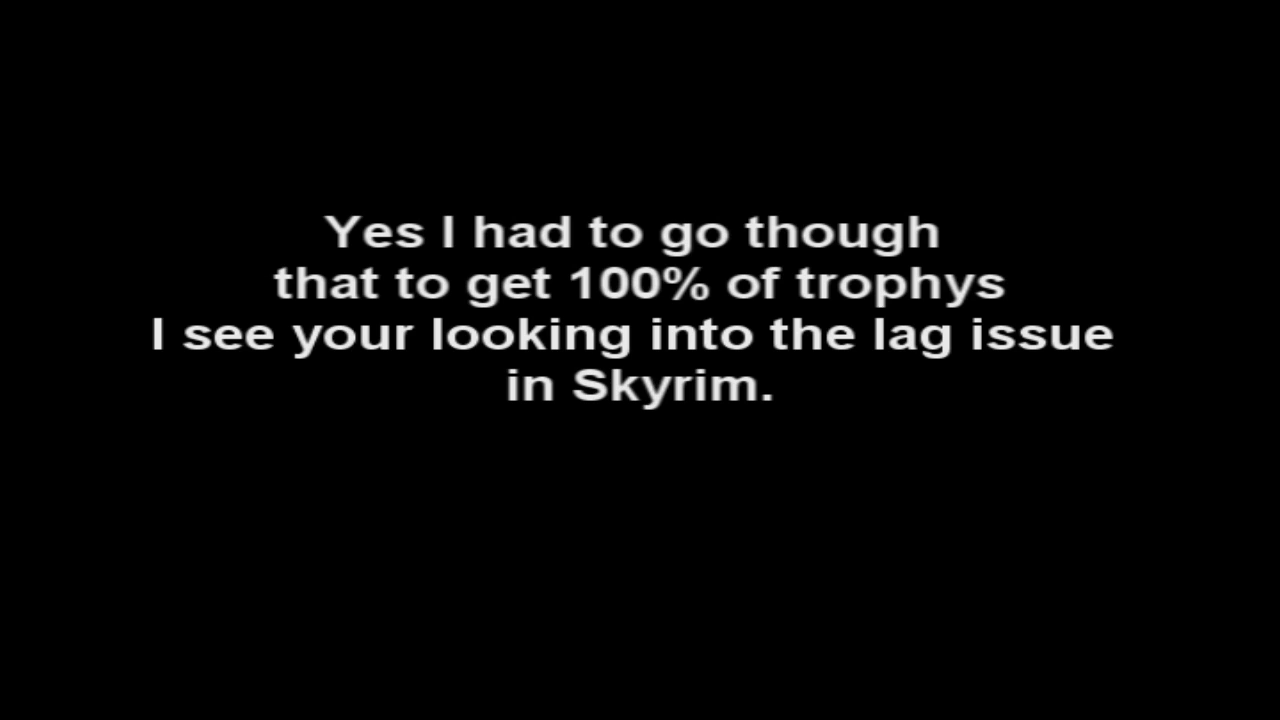 Yes I had to go though
that to get 100% of trophys
I see your looking into the lag issue
in Skyrim.